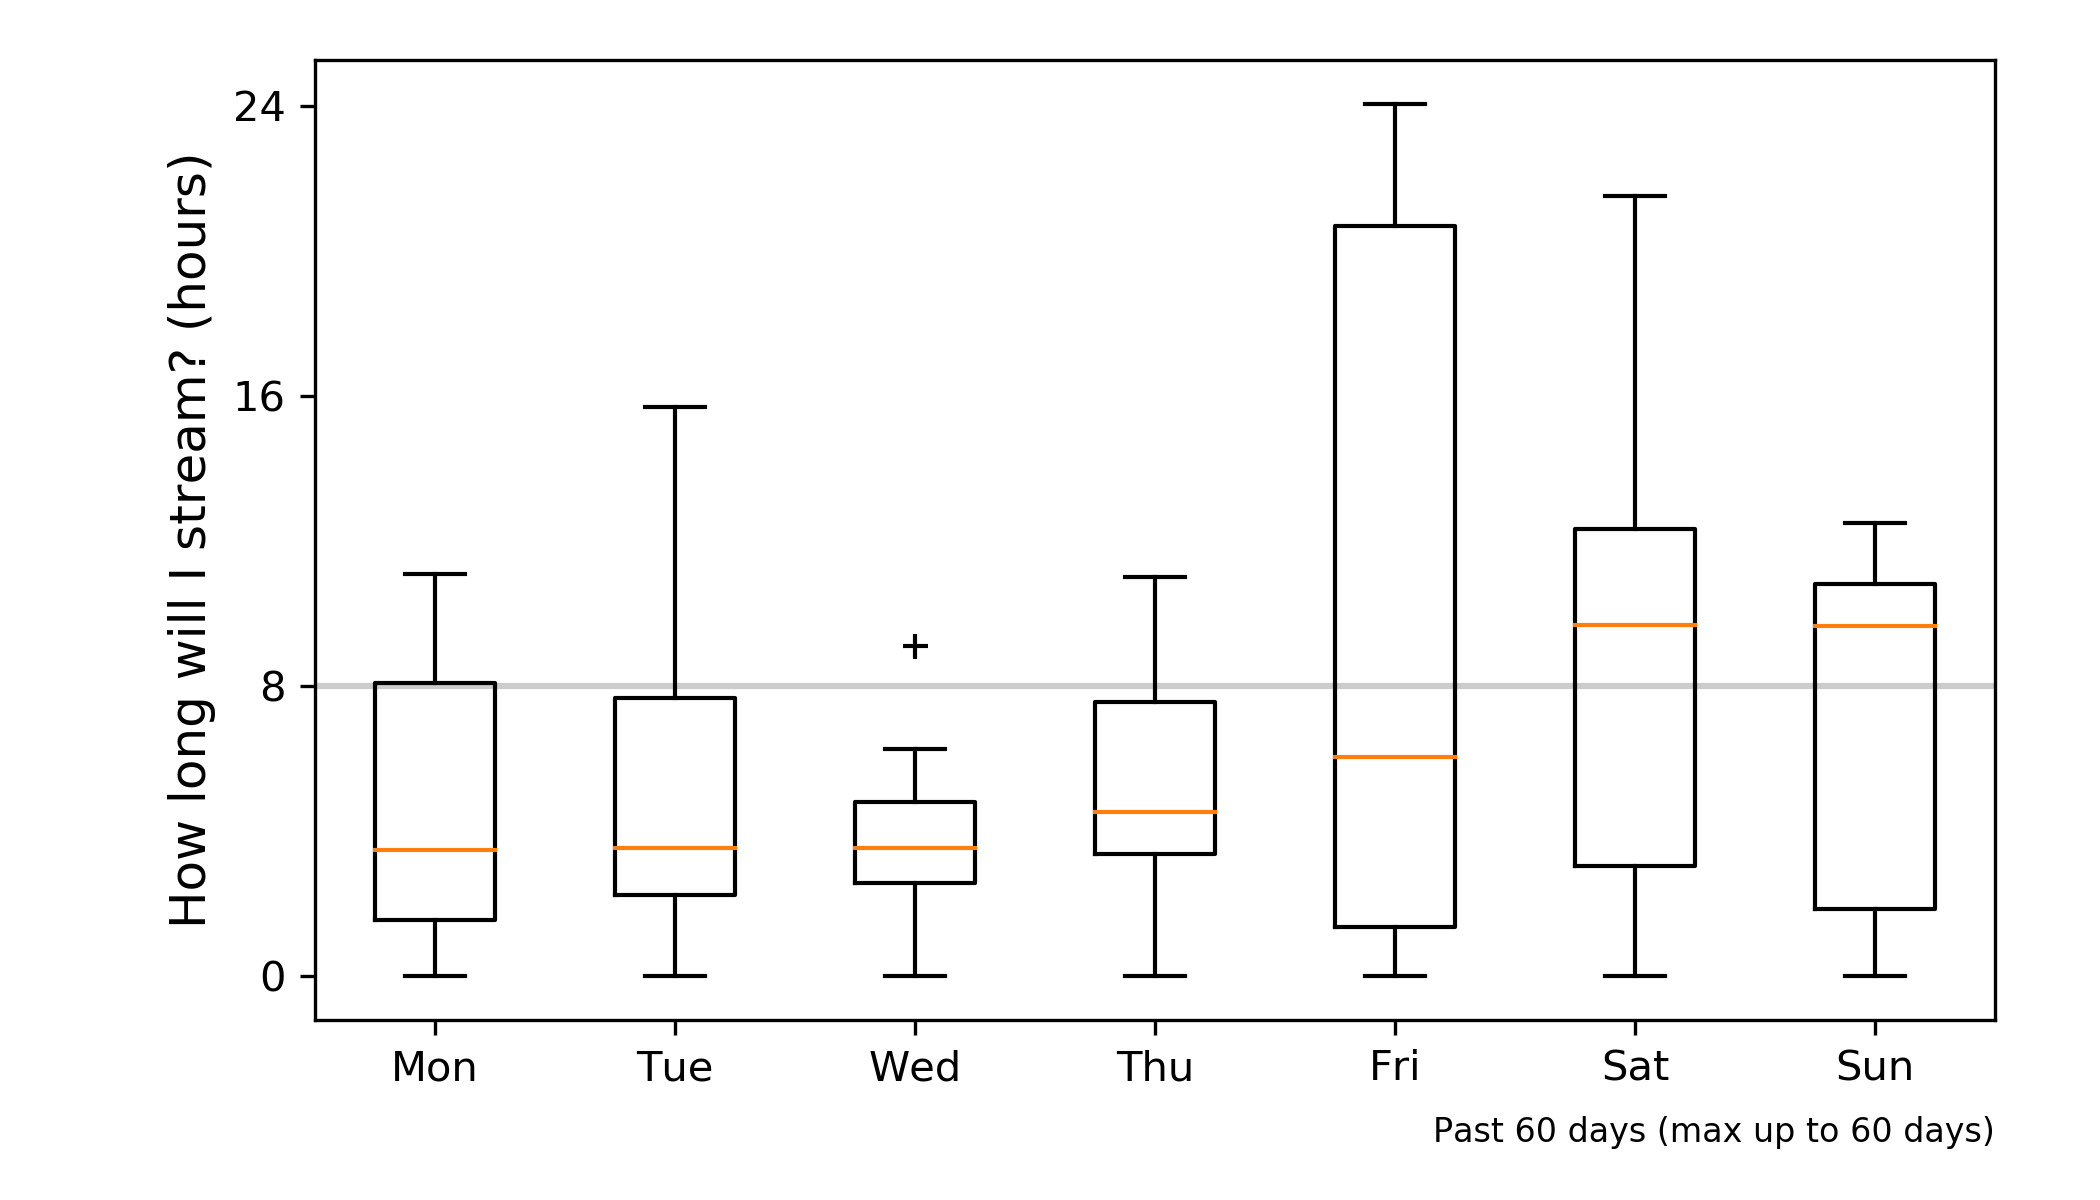 How long will I stream? (hours)
24
16
8
0
Mon Tue Wed Thu Fri Sat Sun
Past 60 days (max up to 60 days)